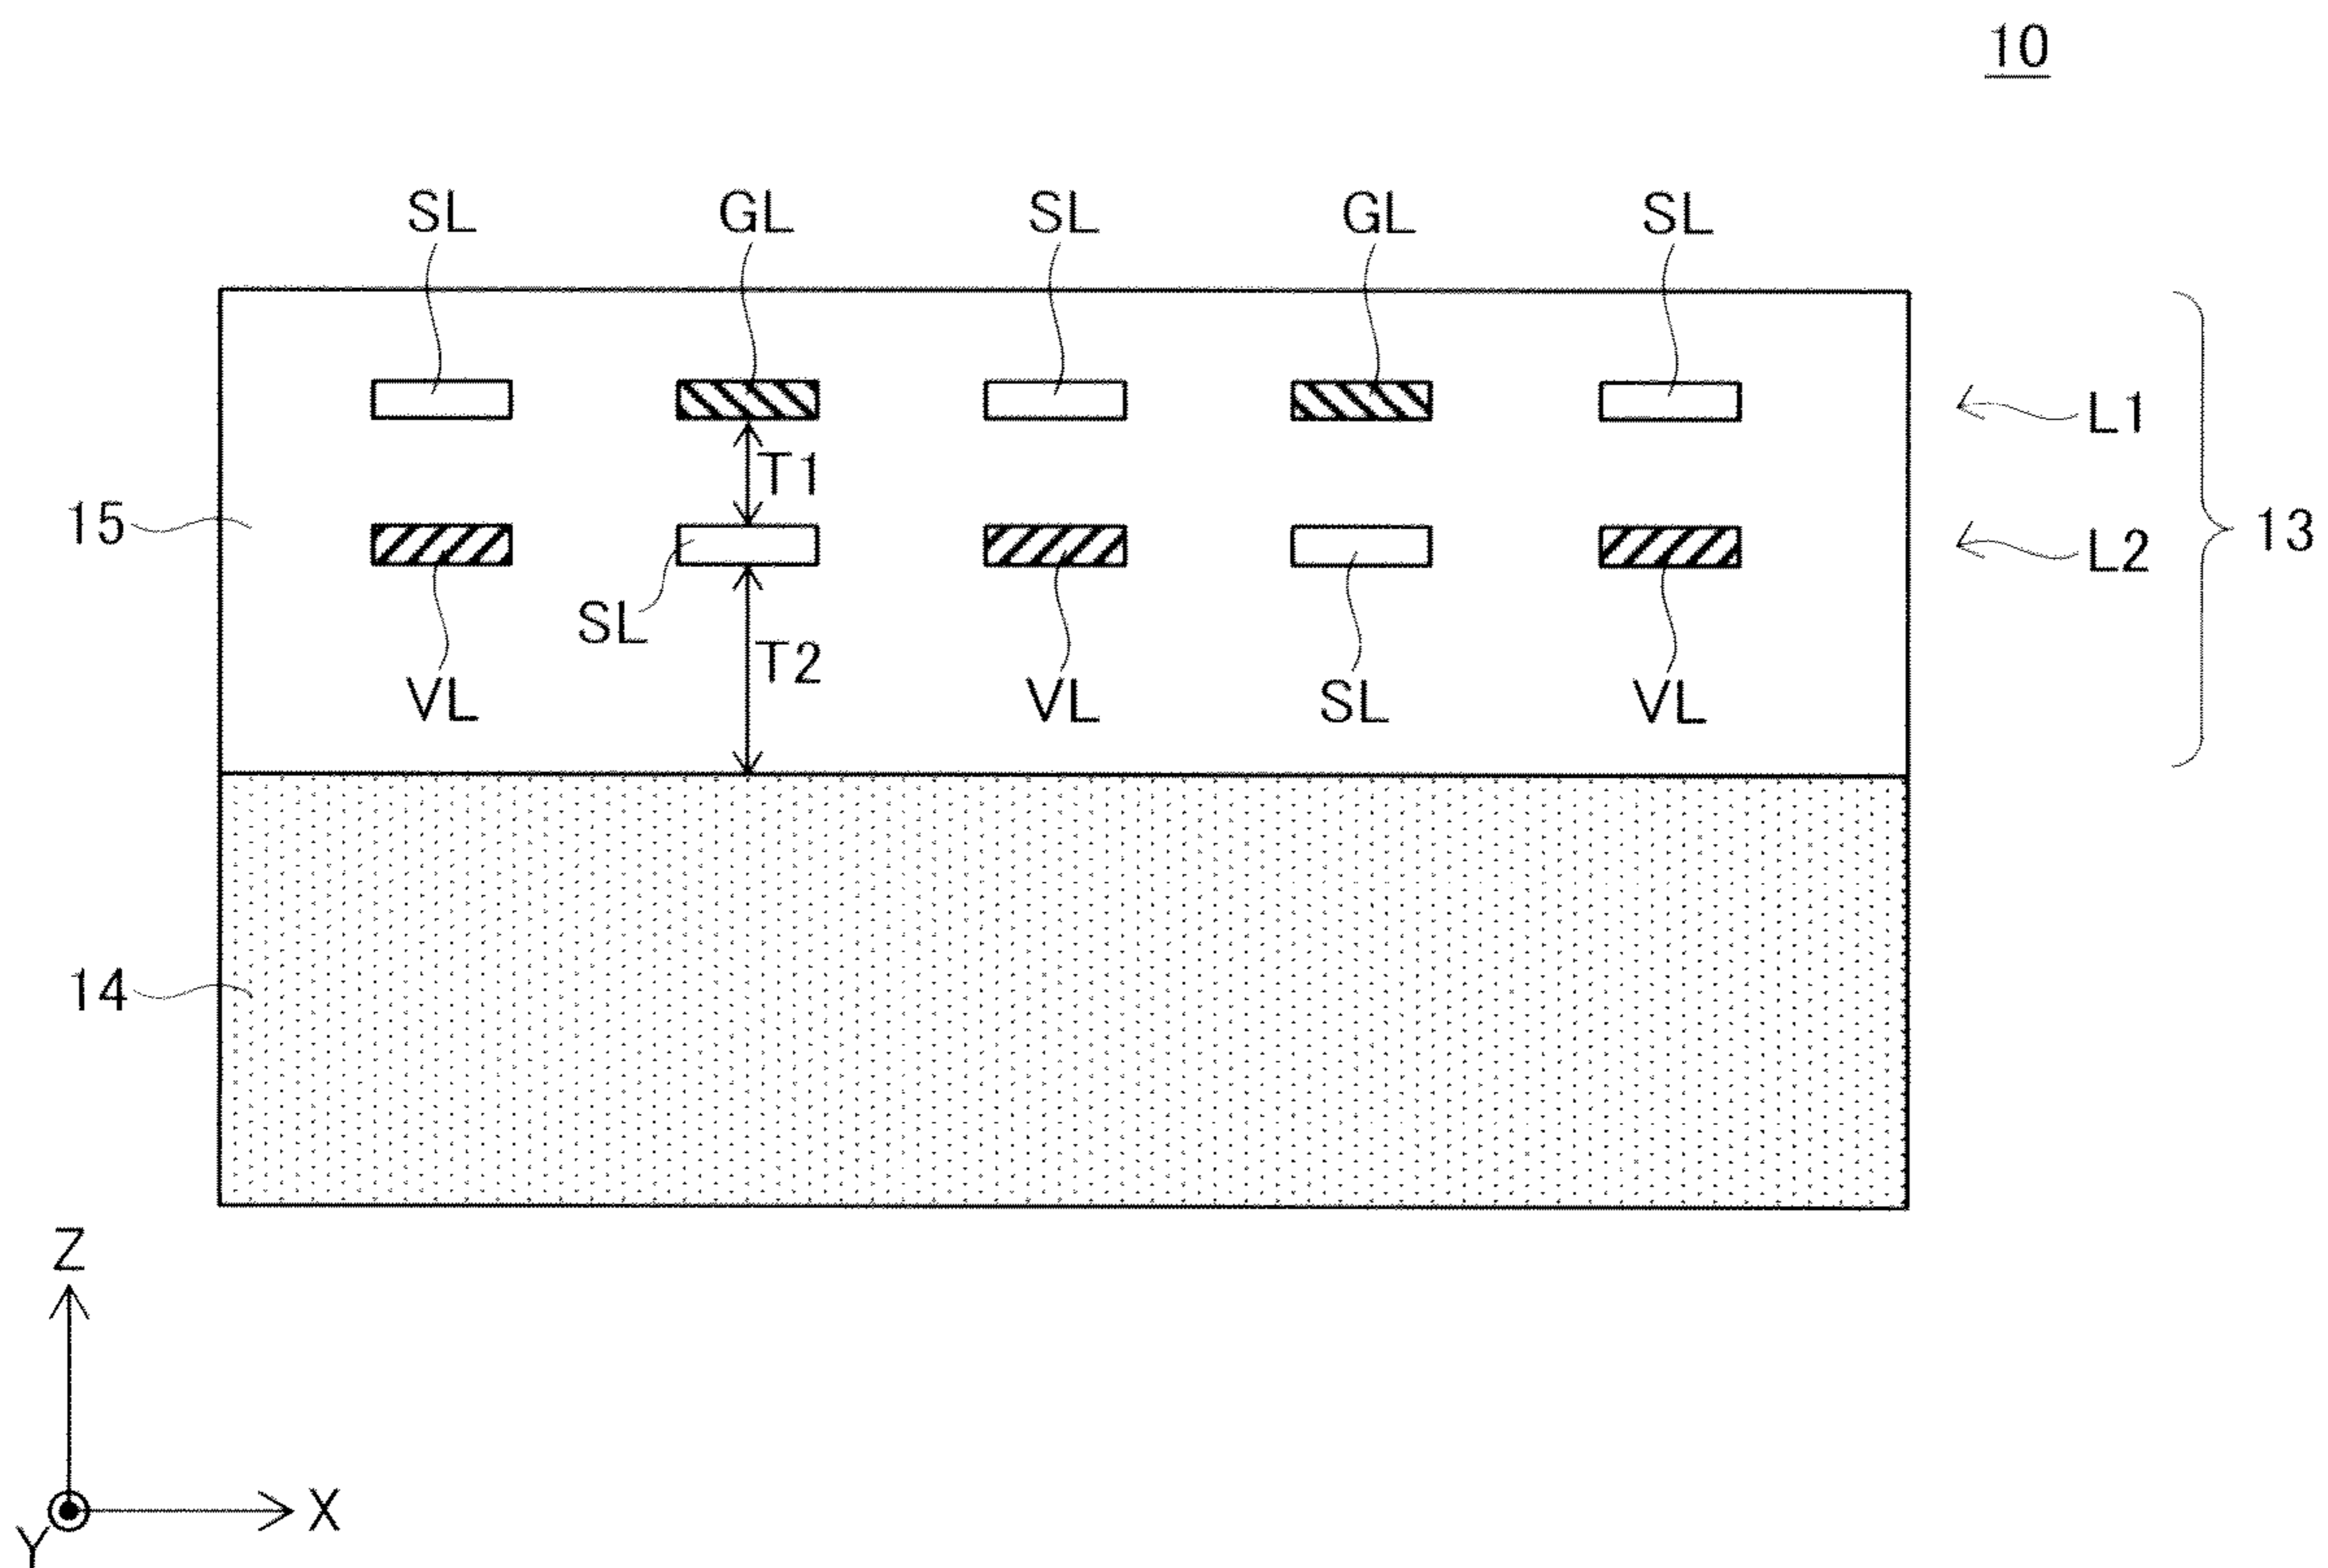 10
SL GL SL GL SL
L1
T1
15
L2
13
SL
T2
VL VL SL VL
14
Z
X
Y